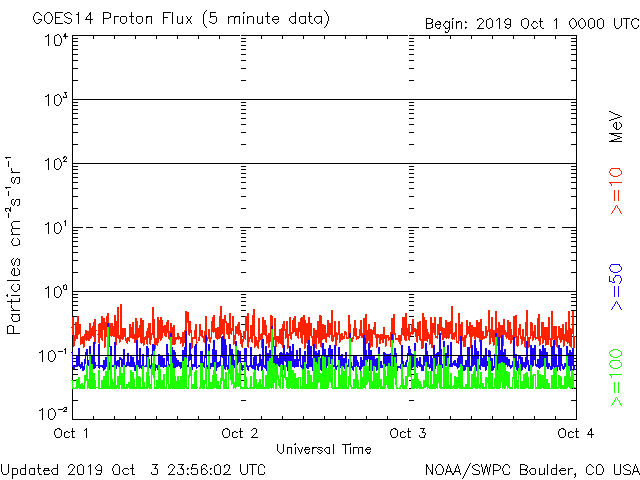 GOES14 Proton Flux (5 minute data)
Begin: 2019 Oct 1 0000 UTC
Particles cm⁻²s⁻¹sr⁻¹
10⁴
10³
10²
10¹
10⁰
10⁻¹
10⁻²
Oct 1
Oct 2
Oct 3
Oct 4
Universal Time
MeV
>=10
>=50
>=100
Updated 2019 Oct 3 23:56:02 UTC
NOAA/SWPC Boulder, CO USA